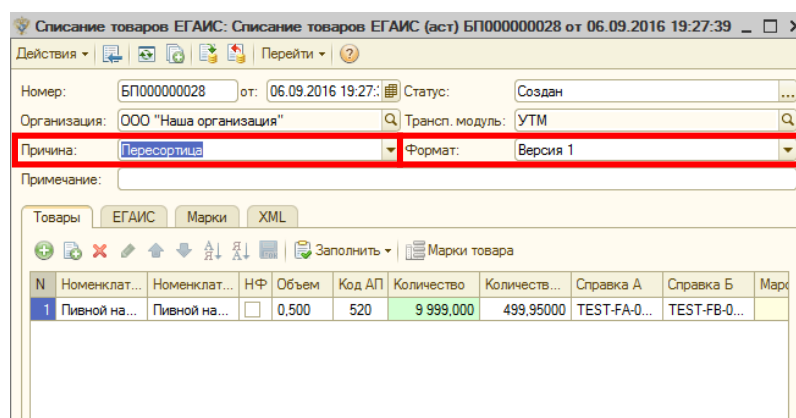 Списание товаров ЕГАИС: Списание товаров ЕГАИС (аст) БП000000028 от 06.09.2016 19:27:39
Действия Перейти
Номер: БП000000028 от: 06.09.2016 19:27: Статус: Создан ...
Организация: ООО "Наша организация" Трансп. модуль: УТМ
Причина: Пересортица Формат: Версия 1
Примечание:
Товары ЕГАИС Марки XML
Заполнить Марки товара
N Номенклат... Номенклат... НФ Объем Код АП Количество Количеств... Справка А Справка Б Марс
1 Пивной на... Пивной на... 0,500 520 9 999,000 499,95000 TEST-FA-0... TEST-FB-0...